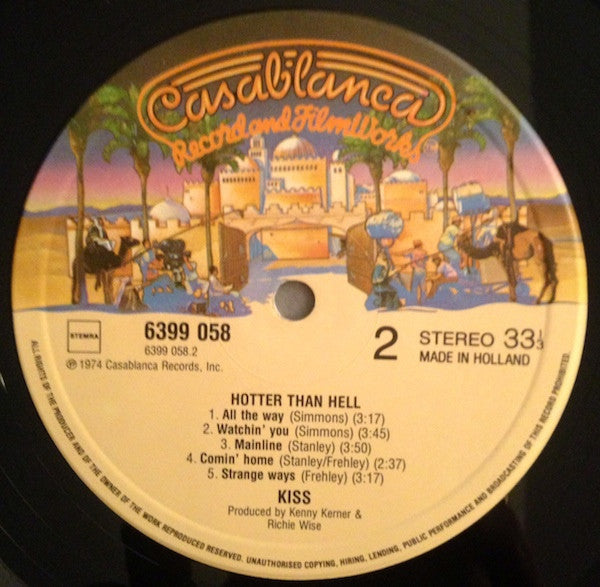 Casablanca
Record and FilmWorks
STEMRA
6399 058
6399 058.2
℗ 1974 Casablanca Records, Inc.
2
STEREO 33⅓
MADE IN HOLLAND
HOTTER THAN HELL
1. All the way (Simmons) (3:17)
2. Watchin' you (Simmons) (3:45)
3. Mainline (Stanley) (3:50)
4. Comin' home (Stanley/Frehley) (2:37)
5. Strange ways (Frehley) (3:17)
KISS
Produced by Kenny Kerner &
Richie Wise
ALL RIGHTS OF THE PRODUCER AND OF THE OWNER OF THE WORK REPRODUCED RESERVED. UNAUTHORISED COPYING, HIRING, LENDING, PUBLIC PERFORMANCE AND BROADCASTING OF THIS RECORD PROHIBITED.